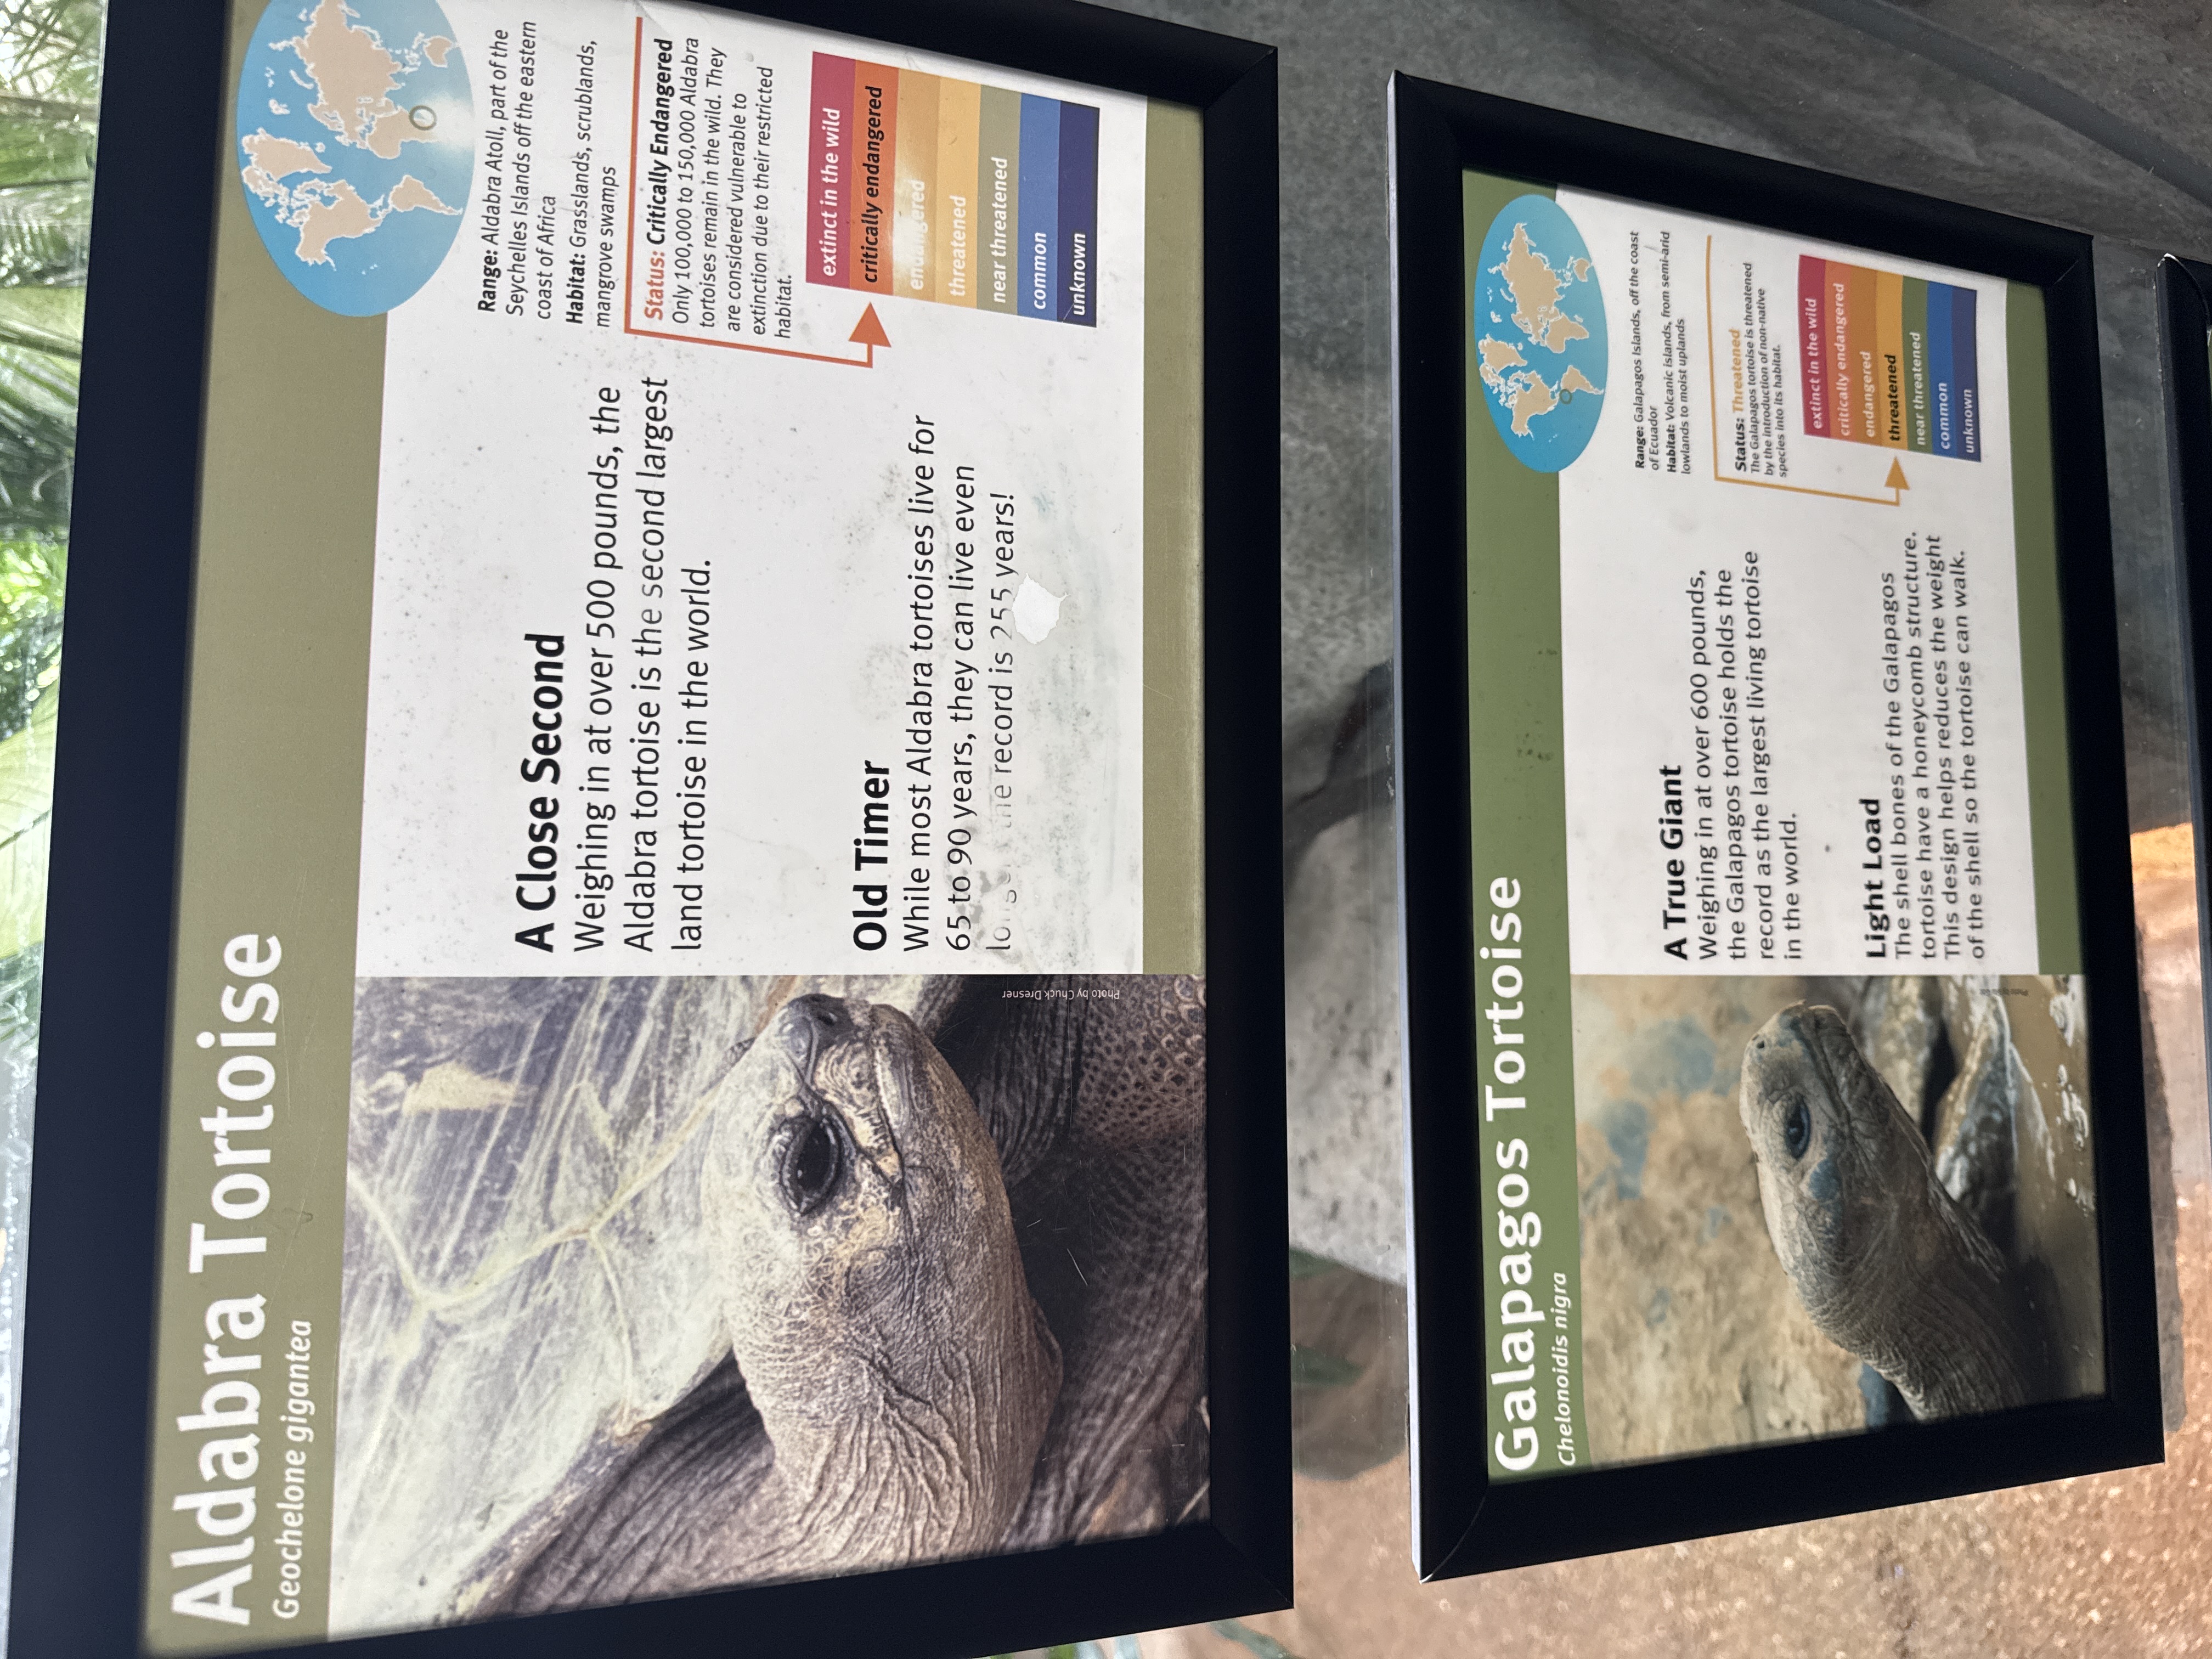 Aldabra Tortoise
Geochelone gigantea
A Close Second
Weighing in at over 500 pounds, the
Aldabra tortoise is the second largest
land tortoise in the world.
Old Timer
While most Aldabra tortoises live for
65 to 90 years, they can live even
the record is 255 years!
Photo by Chuck Dresner
Range: Aldabra Atoll, part of the
Seychelles Islands off the eastern
coast of Africa
Habitat: Grasslands, scrublands,
mangrove swamps
Status: Critically Endangered
Only 100,000 to 150,000 Aldabra
tortoises remain in the wild. They
are considered vulnerable to
extinction due to their restricted
habitat.
extinct in the wild
critically endangered
endangered
threatened
near threatened
common
unknown
Galapagos Tortoise
Chelonoidis nigra
A True Giant
Weighing in at over 600 pounds,
the Galapagos tortoise holds the
record as the largest living tortoise
in the world.
Light Load
The shell bones of the Galapagos
tortoise have a honeycomb structure.
This design helps reduces the weight
of the shell so the tortoise can walk.
Range: Galapagos Islands, off the coast
of Ecuador
Habitat: Volcanic islands, from semi-arid
lowlands to moist uplands
Status: Threatened
The Galapagos tortoise is threatened
by the introduction of non-native
species into its habitat.
extinct in the wild
critically endangered
endangered
threatened
near threatened
common
unknown